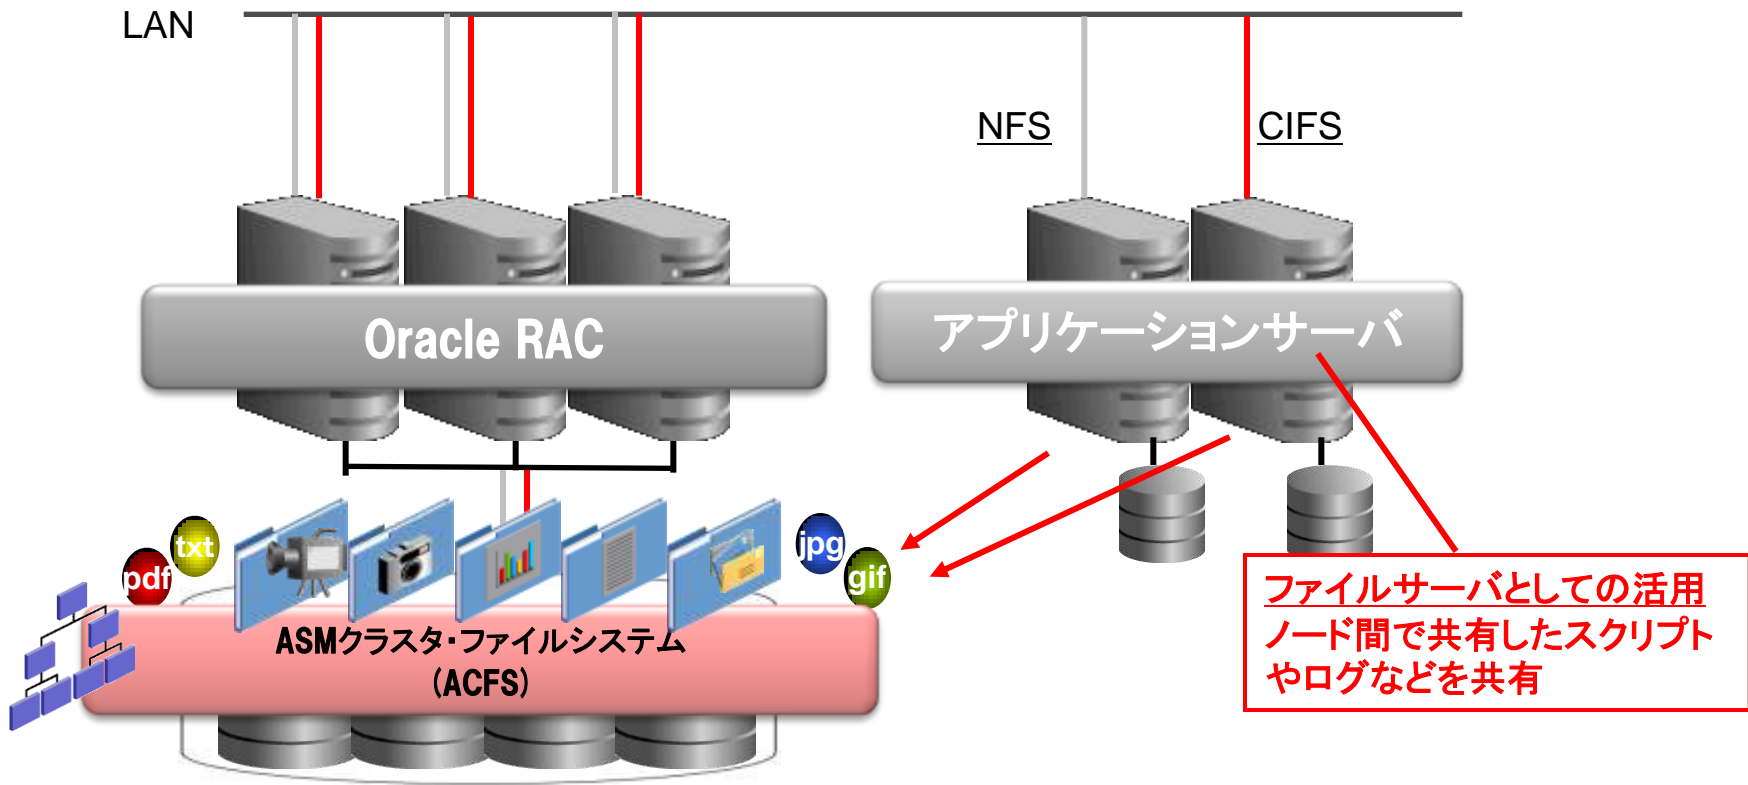 LAN
NFS
CIFS
Oracle RAC
アプリケーションサーバ
txt
pdf
jpg
gif
ASMクラスタ・ファイルシステム
(ACFS)
ファイルサーバとしての活用
ノード間で共有したスクリプト
やログなどを共有